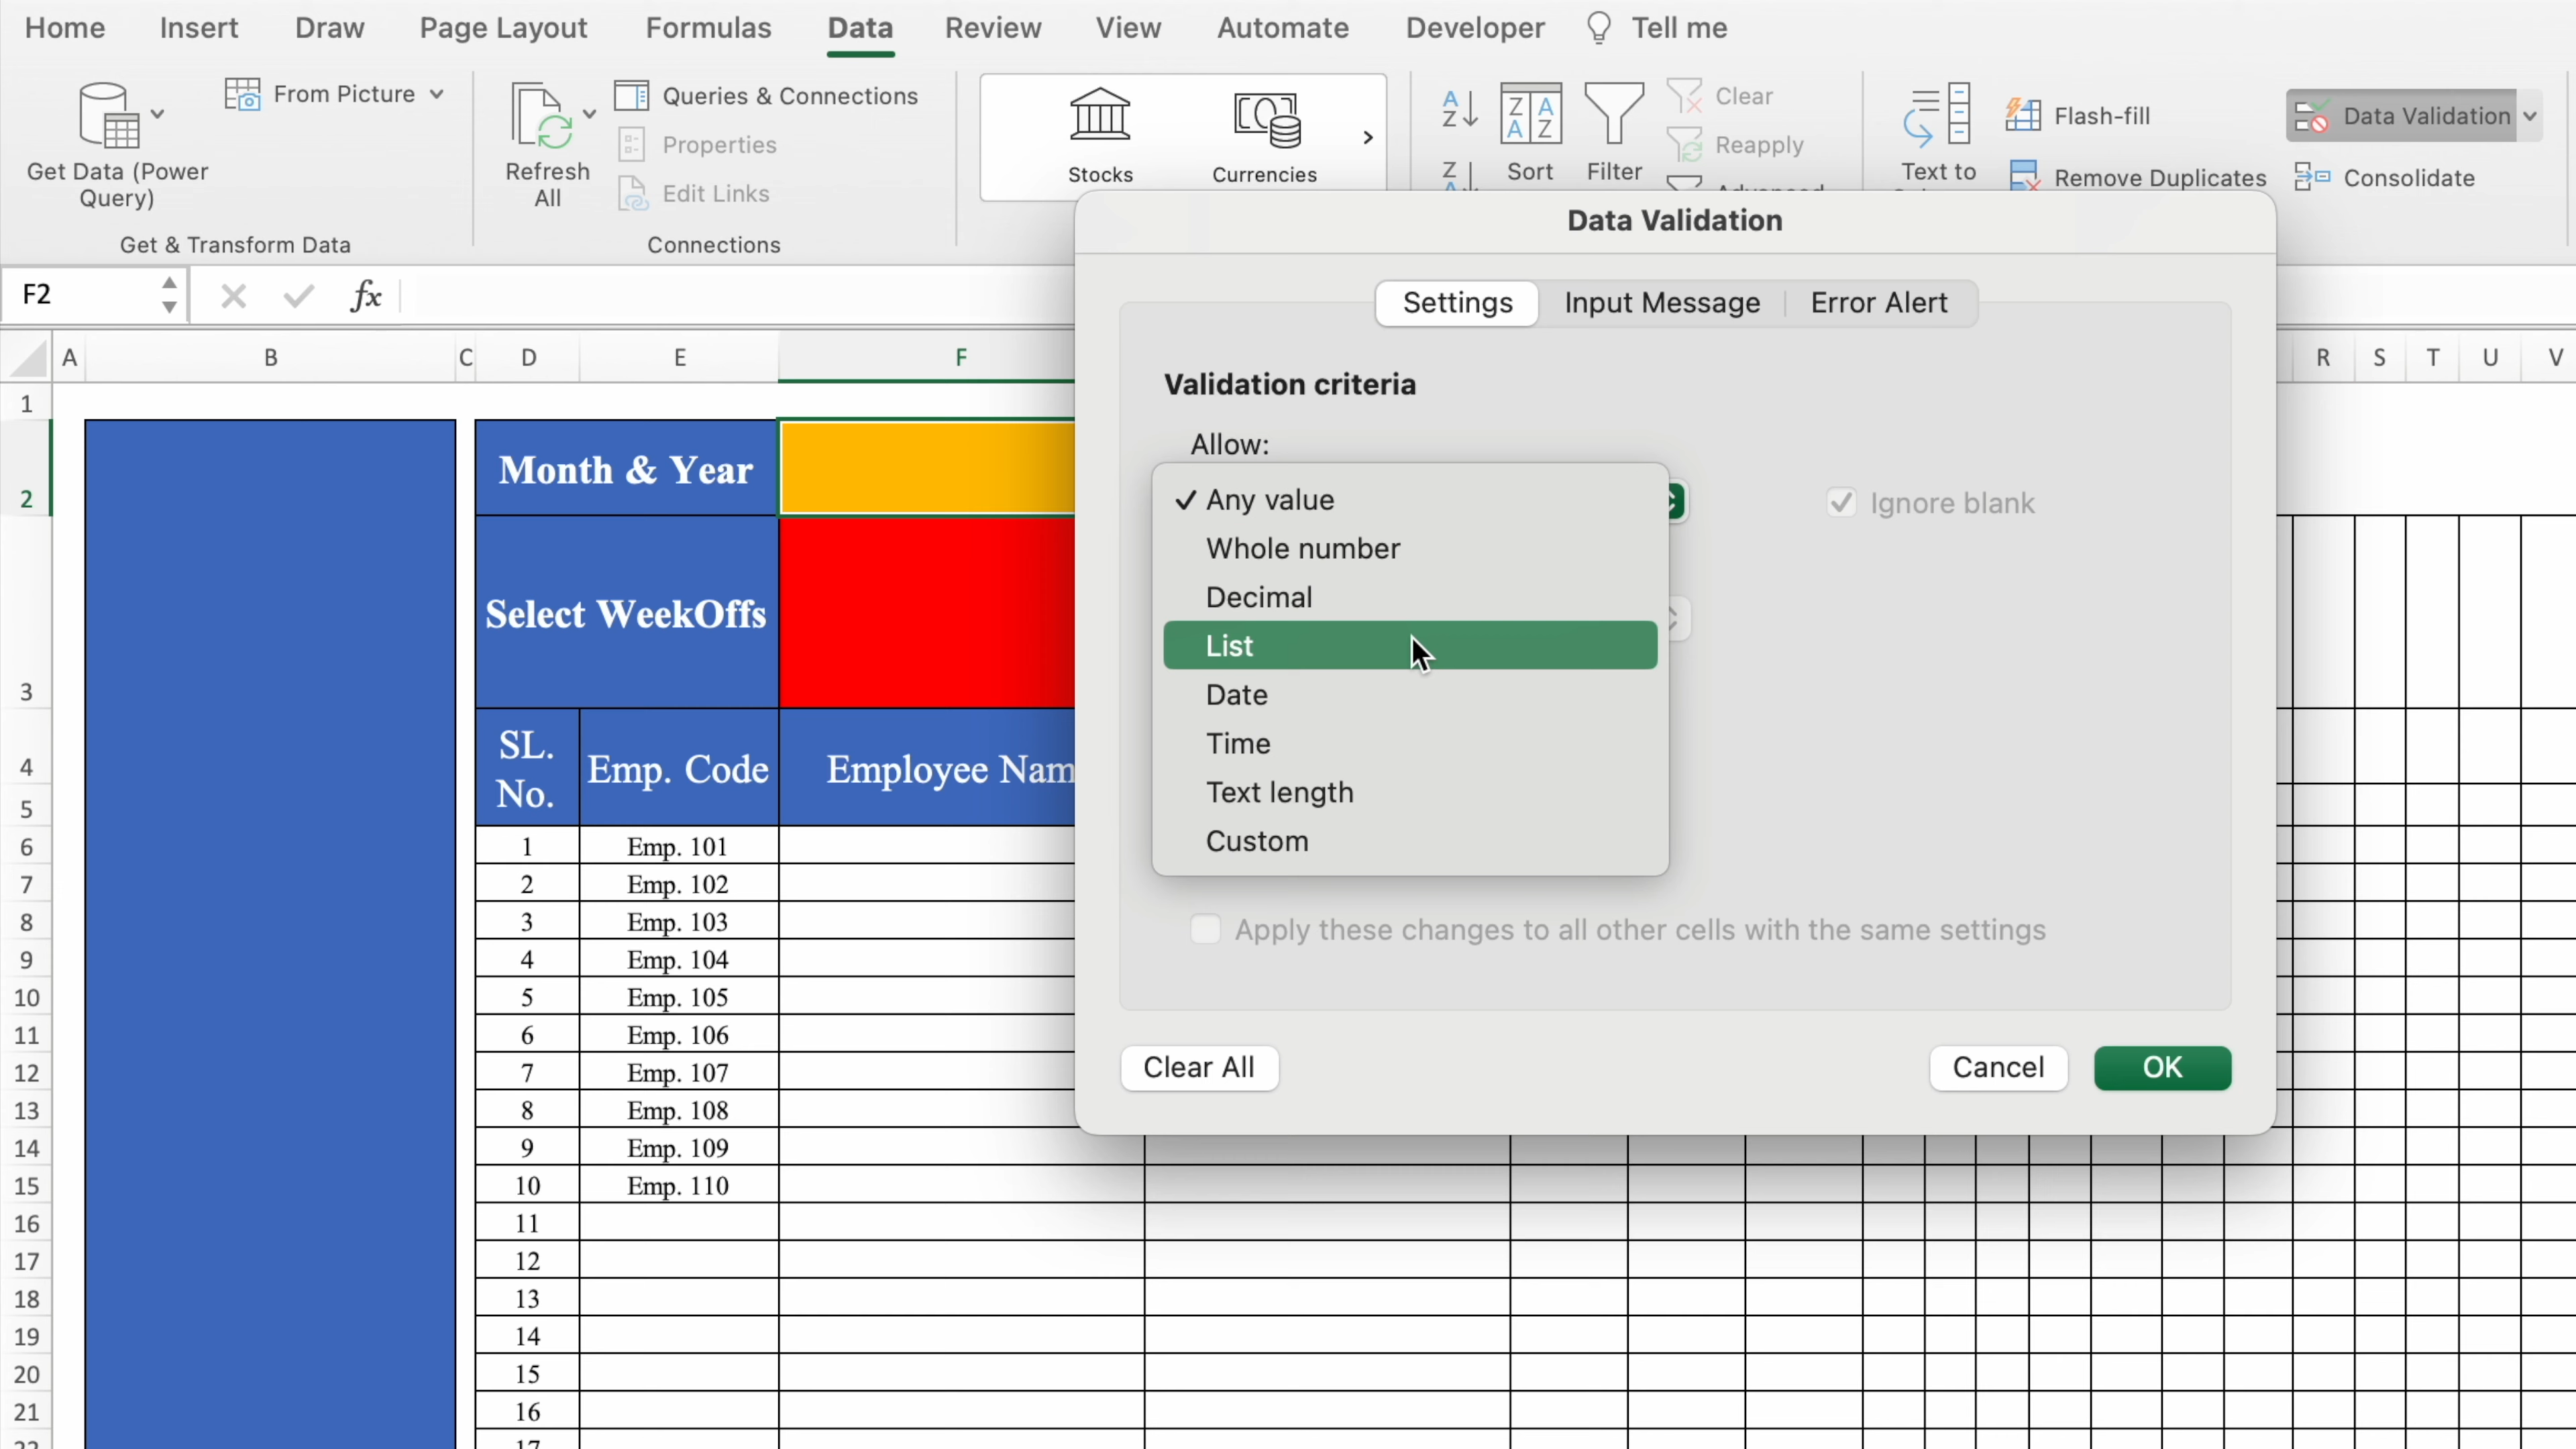 Home Insert Draw Page Layout Formulas Data Review View Automate Developer Tell me
Get Data (Power Query)
From Picture
Get & Transform Data
Refresh All
Queries & Connections
Properties
Edit Links
Connections
Stocks
Currencies
Sort
Filter
Clear
Reapply
Text to
Flash-fill
Remove Duplicates
Data Validation
Consolidate
F2
fx
A B C D E F R S T U V
Data Validation
Settings Input Message Error Alert
Validation criteria
Allow:
Any value
Whole number
Decimal
List
Date
Time
Text length
Custom
Ignore blank
Apply these changes to all other cells with the same settings
Clear All
Cancel
OK
1
2 Month & Year
3 Select WeekOffs
4 SL. No. Emp. Code Employee Nam
5
6 1 Emp. 101
7 2 Emp. 102
8 3 Emp. 103
9 4 Emp. 104
10 5 Emp. 105
11 6 Emp. 106
12 7 Emp. 107
13 8 Emp. 108
14 9 Emp. 109
15 10 Emp. 110
16 11
17 12
18 13
19 14
20 15
21 16
22 17